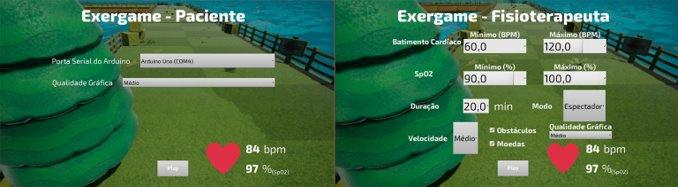 Exergame - Paciente
Porta Serial do Arduino Arduino Uno (COM4)
Qualidade Gráfica Médio
84 bpm
Play 97 %(SpO2)
Exergame - Fisioterapeuta
Mínimo (BPM) Máximo (BPM)
Batimento Cardíaco 60,0 120,0
Mínimo (%) Máximo (%)
SpO2 90,0 100,0
Duração 20,0 min Modo Espectador
Velocidade Médio Obstáculos Qualidade Gráfica
Moedas Médio
84 bpm
Play 97 %(SpO2)